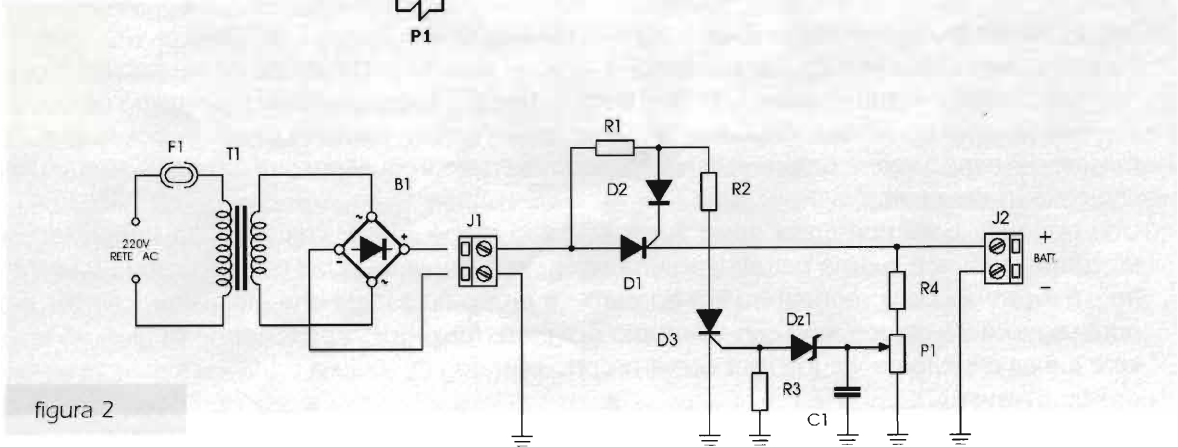 P1
F1
T1
220V
RETE AC
B1
~
+
~
J1
R1
D2
R2
D1
D3
Dz1
R3
C1
R4
P1
J2
+
BATT.
−
figura 2